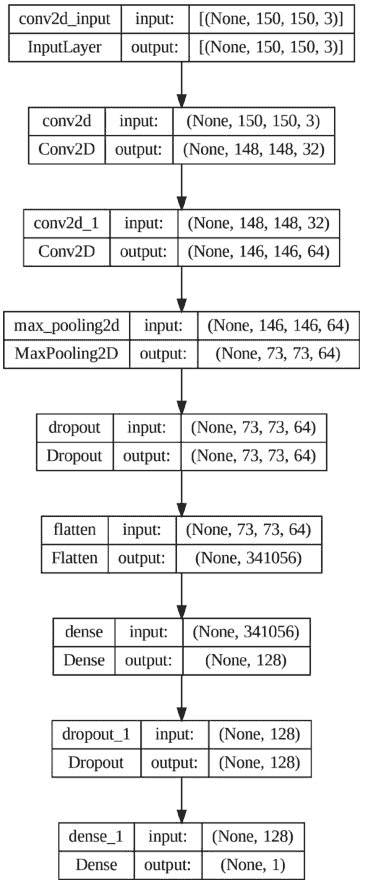 conv2d_input input: [(None, 150, 150, 3)]
InputLayer output: [(None, 150, 150, 3)]
conv2d input: (None, 150, 150, 3)
Conv2D output: (None, 148, 148, 32)
conv2d_1 input: (None, 148, 148, 32)
Conv2D output: (None, 146, 146, 64)
max_pooling2d input: (None, 146, 146, 64)
MaxPooling2D output: (None, 73, 73, 64)
dropout input: (None, 73, 73, 64)
Dropout output: (None, 73, 73, 64)
flatten input: (None, 73, 73, 64)
Flatten output: (None, 341056)
dense input: (None, 341056)
Dense output: (None, 128)
dropout_1 input: (None, 128)
Dropout output: (None, 128)
dense_1 input: (None, 128)
Dense output: (None, 1)